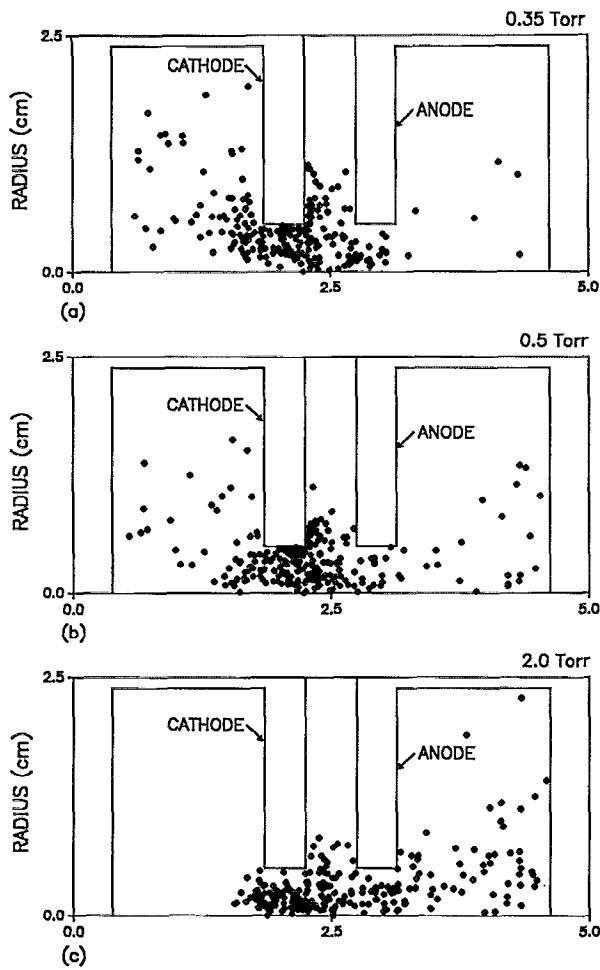 0.35 Torr
2.5
CATHODE
ANODE
RADIUS (cm)
0.0
0.0 2.5 5.0
(a)
0.5 Torr
2.5
CATHODE
ANODE
RADIUS (cm)
0.0
0.0 2.5 5.0
(b)
2.0 Torr
2.5
CATHODE
ANODE
RADIUS (cm)
0.0
0.0 2.5 5.0
(c)